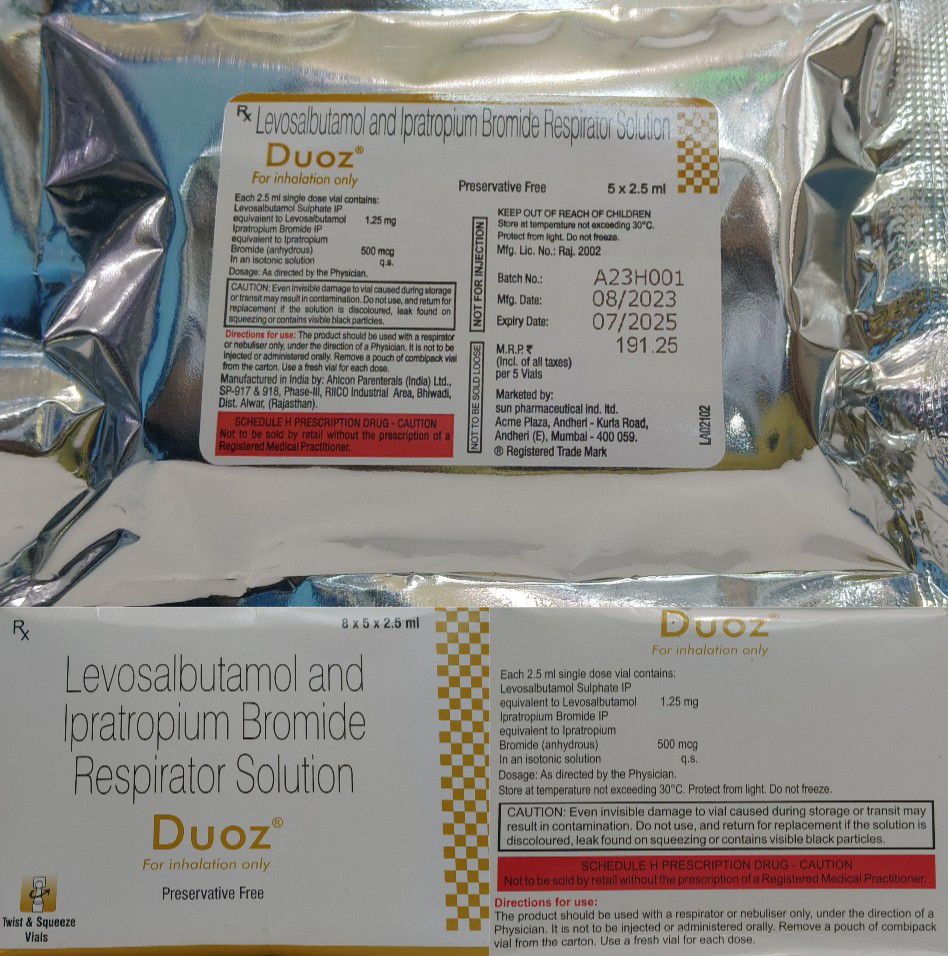 Rx Levosalbutamol and Ipratropium Bromide Respirator Solution
Duoz®
For inhalation only
Preservative Free 5 x 2.5 ml
Each 2.5 ml single dose vial contains:
Levosalbutamol Sulphate IP
equivalent to Levosalbutamol 1.25 mg
Ipratropium Bromide IP
equivalent to Ipratropium
Bromide (anhydrous) 500 mcg
In an isotonic solution q.s.
Dosage: As directed by the Physician.
CAUTION: Even invisible damage to vial caused during storage
or transit may result in contamination. Do not use, and return for
replacement if the solution is discoloured, leak found on
squeezing or contains visible black particles.
Directions for use: The product should be used with a respirator
or nebuliser only, under the direction of a Physician. It is not to be
injected or administered orally. Remove a pouch of combipack vial
from the carton. Use a fresh vial for each dose.
Manufactured in India by: Ahlcon Parenterals (India) Ltd.,
SP-917 & 918, Phase-III, RIICO Industrial Area, Bhiwadi,
Dist. Alwar, (Rajasthan).
SCHEDULE H PRESCRIPTION DRUG - CAUTION
Not to be sold by retail without the prescription of a
Registered Medical Practitioner.
NOT FOR INJECTION
NOT TO BE SOLD LOOSE
KEEP OUT OF REACH OF CHILDREN
Store at temperature not exceeding 30°C.
Protect from light. Do not freeze.
Mfg. Lic. No.: Raj. 2002
Batch No.: A23H001
Mfg. Date: 08/2023
Expiry Date: 07/2025
M.R.P.₹ 191.25
(Incl. of all taxes)
per 5 Vials
Marketed by:
sun pharmaceutical ind. ltd.
Acme Plaza, Andheri - Kurla Road,
Andheri (E), Mumbai - 400 059.
® Registered Trade Mark
LA02102
Rx
8 x 5 x 2.5 ml
Levosalbutamol and
Ipratropium Bromide
Respirator Solution
Duoz®
For inhalation only
Preservative Free
Twist & Squeeze
Vials
Duoz®
For inhalation only
Each 2.5 ml single dose vial contains:
Levosalbutamol Sulphate IP
equivalent to Levosalbutamol 1.25 mg
Ipratropium Bromide IP
equivalent to Ipratropium
Bromide (anhydrous) 500 mcg
In an isotonic solution q.s.
Dosage: As directed by the Physician.
Store at temperature not exceeding 30°C. Protect from light. Do not freeze.
CAUTION: Even invisible damage to vial caused during storage or transit may
result in contamination. Do not use, and return for replacement if the solution is
discoloured, leak found on squeezing or contains visible black particles.
SCHEDULE H PRESCRIPTION DRUG - CAUTION
Not to be sold by retail without the prescription of a Registered Medical Practitioner.
Directions for use:
The product should be used with a respirator or nebuliser only, under the direction of a
Physician. It is not to be injected or administered orally. Remove a pouch of combipack
vial from the carton. Use a fresh vial for each dose.